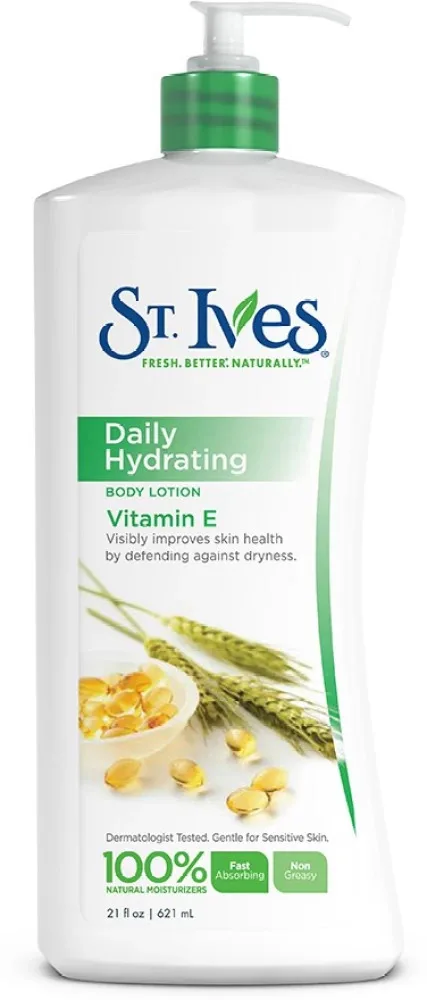 ST. Ives®
FRESH. BETTER. NATURALLY.™
Daily
Hydrating
BODY LOTION
Vitamin E
Visibly improves skin health
by defending against dryness.
Dermatologist Tested. Gentle for Sensitive Skin.
100%
NATURAL MOISTURIZERS
Fast
Absorbing
Non
Greasy
21 fl oz | 621 mL